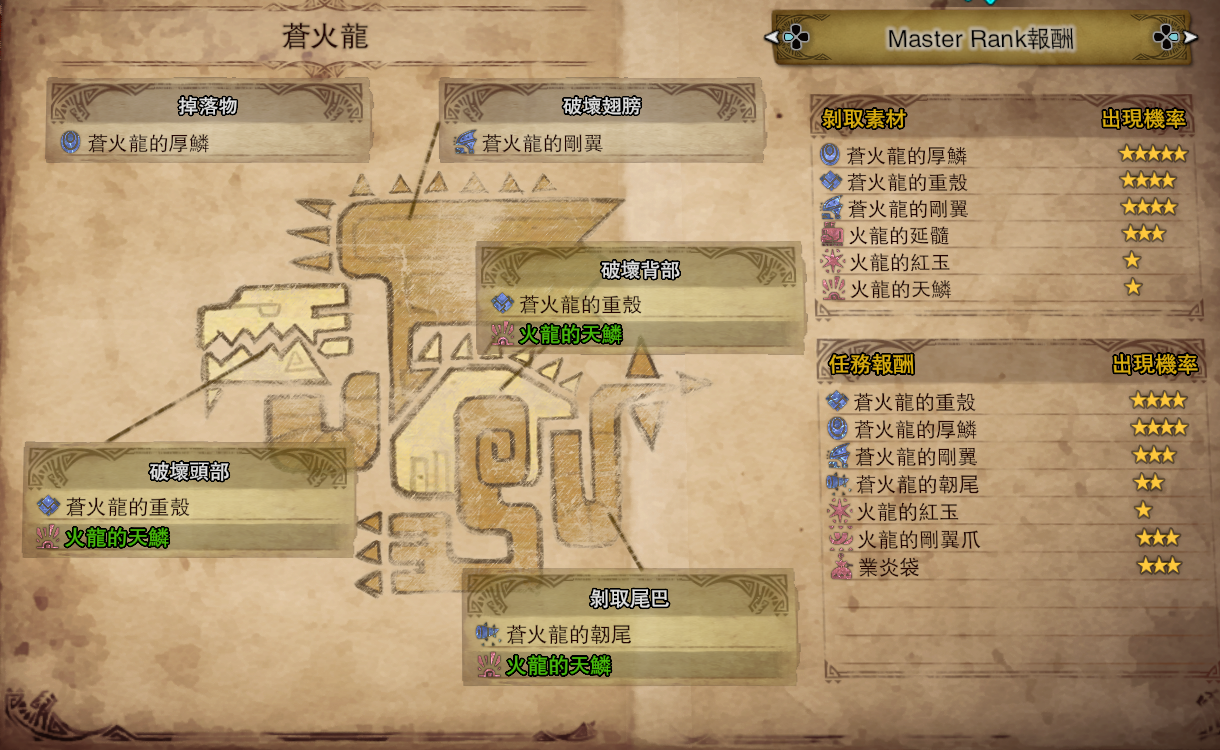 蒼火龍
Master Rank報酬
掉落物
蒼火龍的厚鱗
破壞翅膀
蒼火龍的剛翼
破壞背部
蒼火龍的重殼
火龍的天鱗
破壞頭部
蒼火龍的重殼
火龍的天鱗
剝取尾巴
蒼火龍的韌尾
火龍的天鱗
剝取素材 出現機率
蒼火龍的厚鱗
蒼火龍的重殼
蒼火龍的剛翼
火龍的延髓
火龍的紅玉
火龍的天鱗
任務報酬 出現機率
蒼火龍的重殼
蒼火龍的厚鱗
蒼火龍的剛翼
蒼火龍的韌尾
火龍的紅玉
火龍的剛翼爪
業炎袋